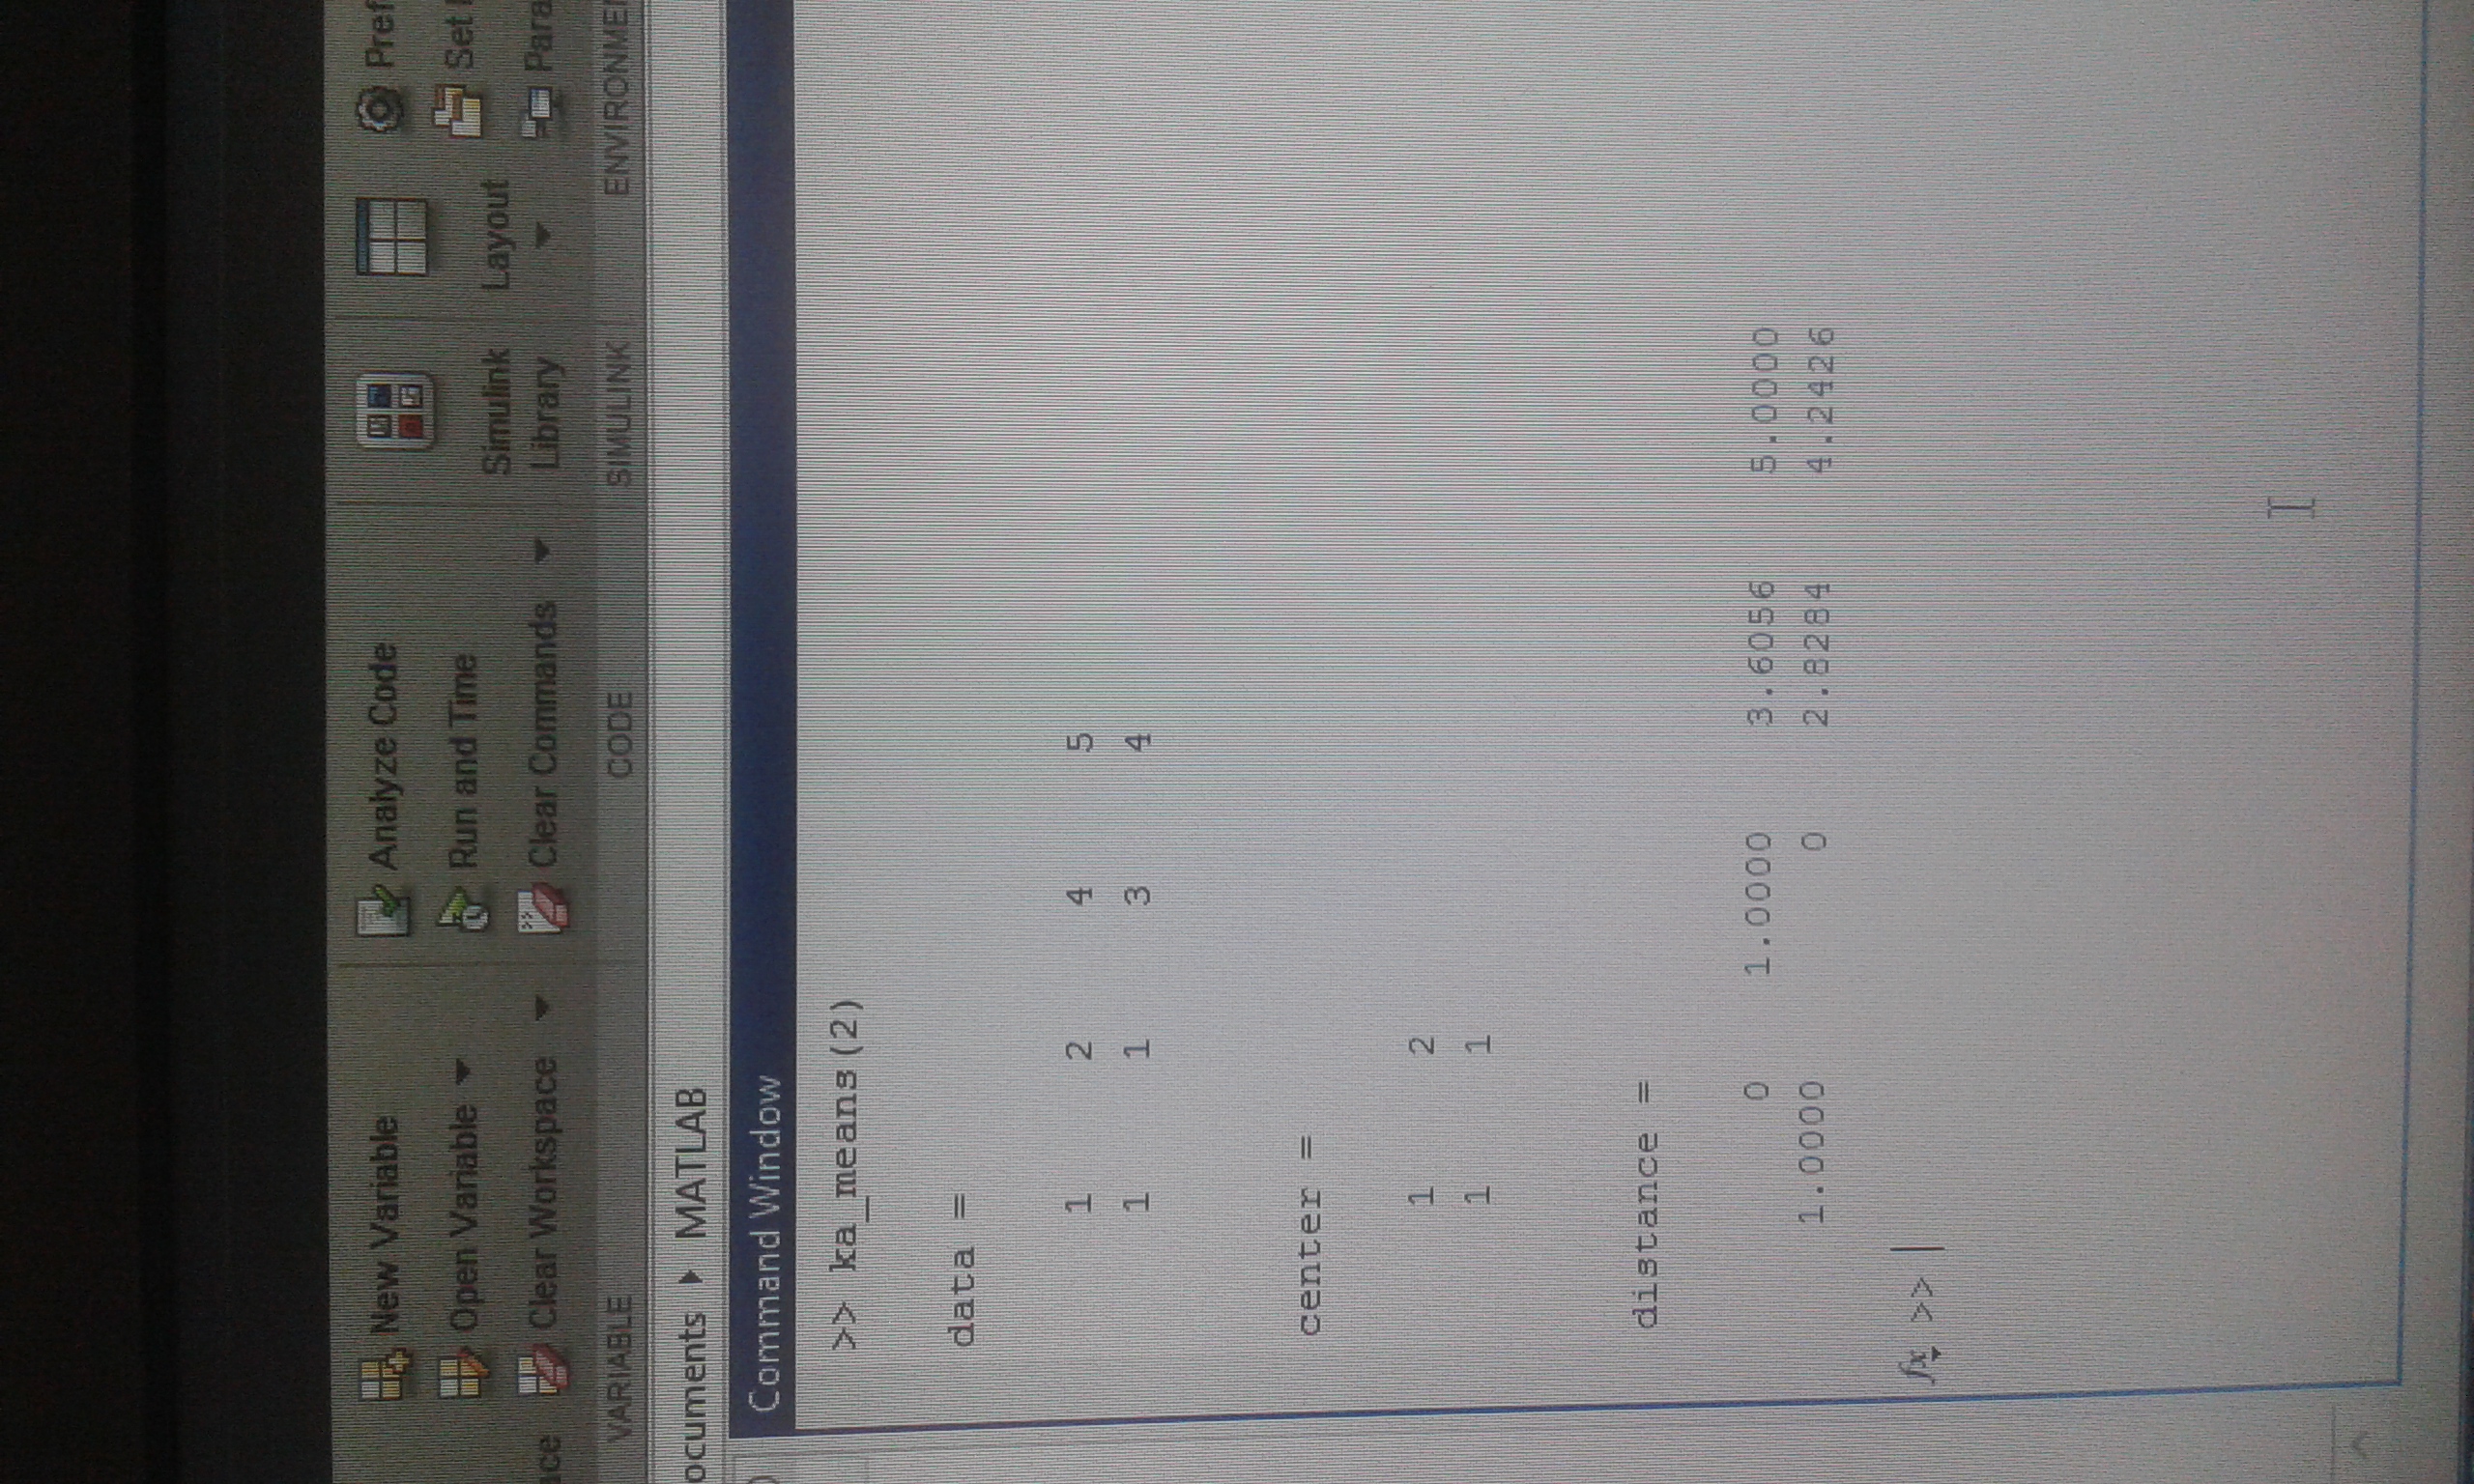 New Variable Analyze Code
Open Variable Run and Time Set
Clear Workspace Clear Commands Simulink Library Layout
VARIABLE CODE SIMULINK
MATLAB
Command Window
>> ka_means(2)
data =
1 2 4 5
1 1 3 4
center =
1 2
1 1
distance =
0 1.0000 3.6056 5.0000
1.0000 0 2.8284 4.2426
fx >>